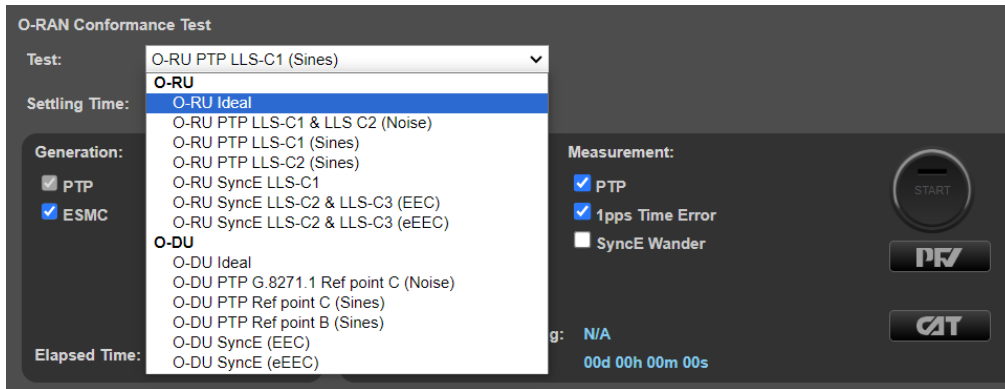 O-RAN Conformance Test
Test: O-RU PTP LLS-C1 (Sines)
O-RU
Settling Time: O-RU Ideal
O-RU PTP LLS-C1 & LLS C2 (Noise)
O-RU PTP LLS-C1 (Sines)
O-RU PTP LLS-C2 (Sines)
O-RU SyncE LLS-C1
O-RU SyncE LLS-C2 & LLS-C3 (EEC)
O-RU SyncE LLS-C2 & LLS-C3 (eEEC)
O-DU
O-DU Ideal
O-DU PTP G.8271.1 Ref point C (Noise)
O-DU PTP Ref point C (Sines)
O-DU PTP Ref point B (Sines)
O-DU SyncE (EEC)
O-DU SyncE (eEEC)
Generation:
PTP
ESMC
Elapsed Time:
Measurement:
PTP
1pps Time Error
SyncE Wander
g: N/A
00d 00h 00m 00s
START
PFV
CAT